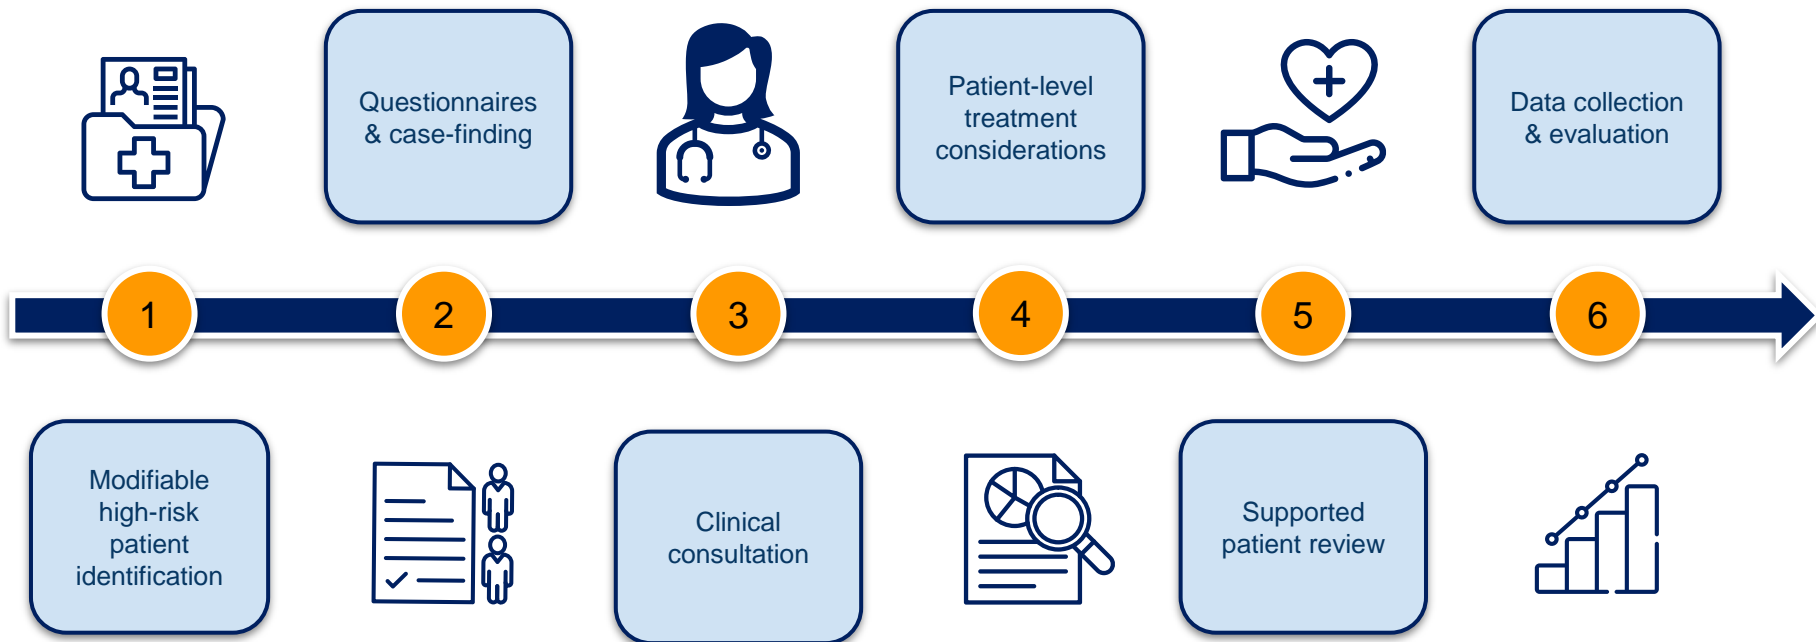 Questionnaires
& case-finding
Patient-level
treatment
considerations
Data collection
& evaluation
1
2
3
4
5
6
Modifiable
high-risk
patient
identification
Clinical
consultation
Supported
patient review